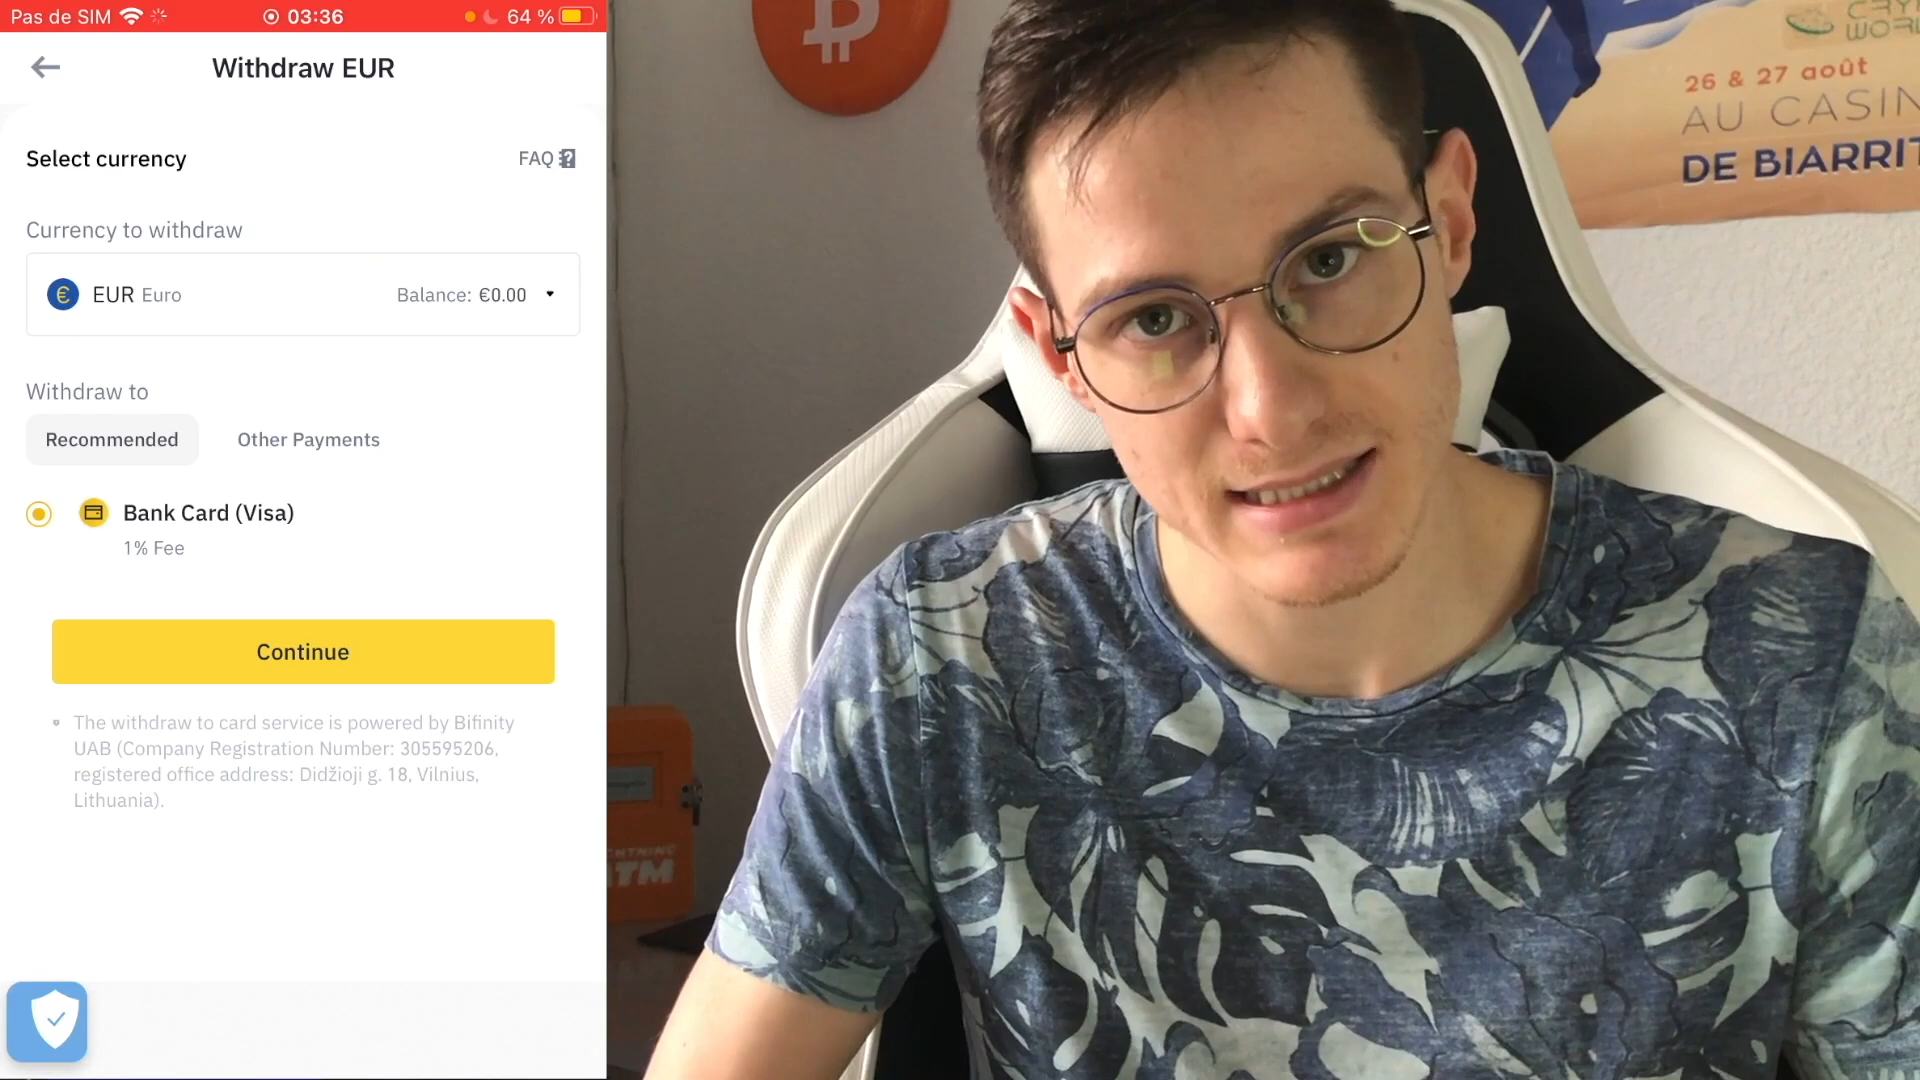 Pas de SIM 03:36 64 %
Withdraw EUR
Select currency FAQ
Currency to withdraw
EUR Euro Balance: €0.00
Withdraw to
Recommended Other Payments
Bank Card (Visa)
1% Fee
Continue
The withdraw to card service is powered by Bifinity
UAB (Company Registration Number: 305595206,
registered office address: Didžioji g. 18, Vilnius,
Lithuania).
26 & 27 août
AU CASIN
DE BIARRIT
ATM